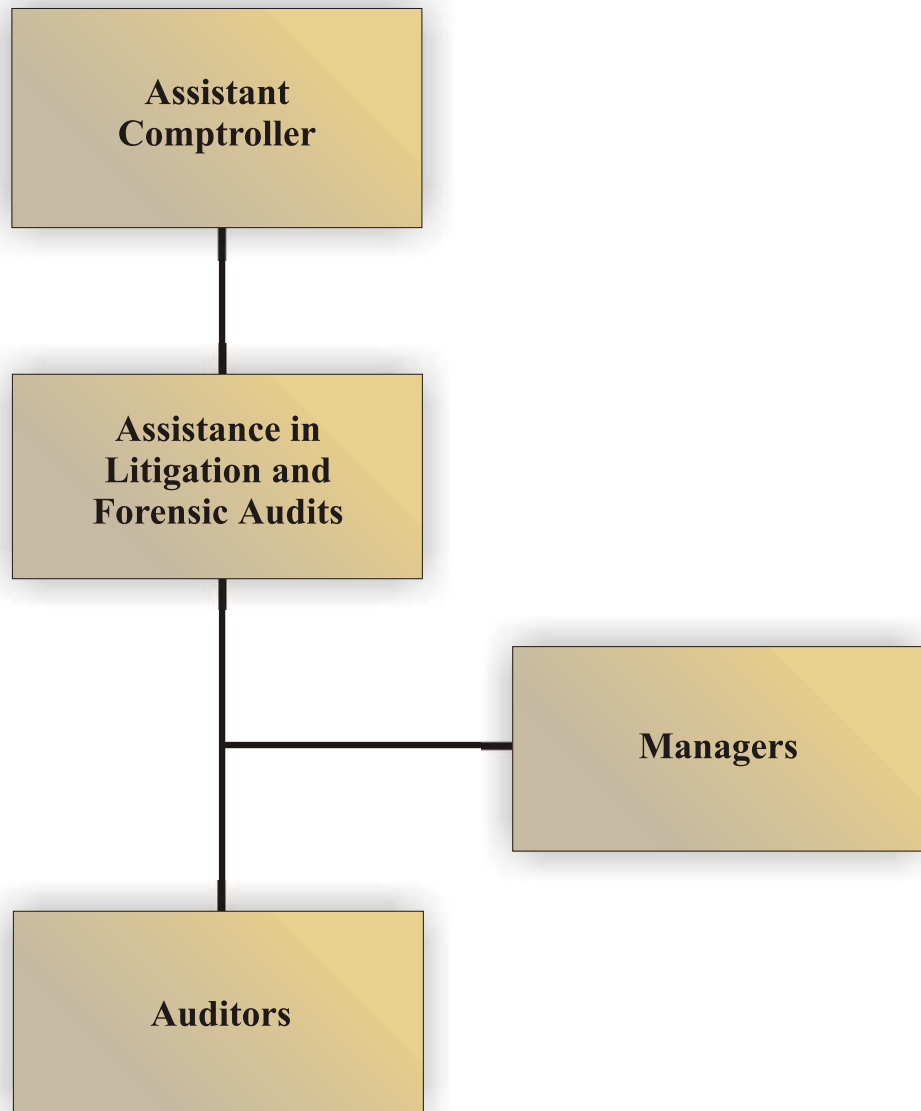 Assistant
Comptroller
Assistance in
Litigation and
Forensic Audits
Managers
Auditors